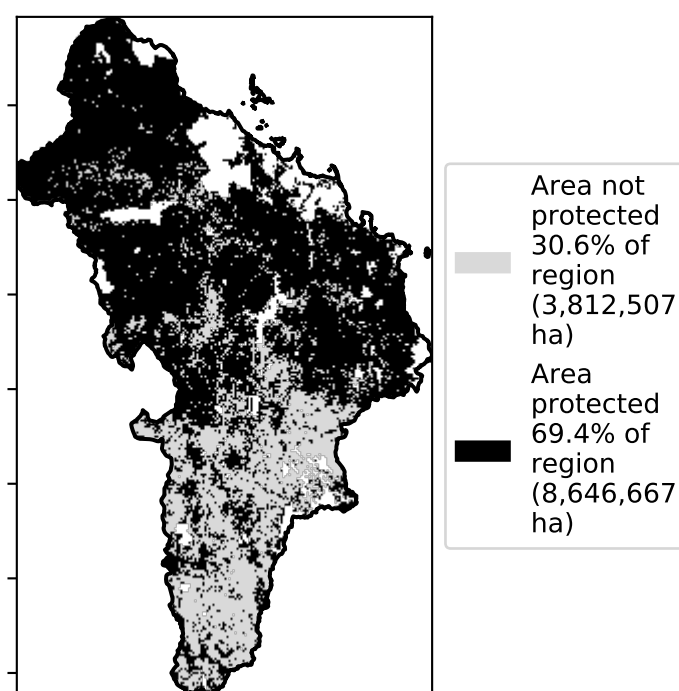 Area not
protected
30.6% of
region
(3,812,507
ha)
Area
protected
69.4% of
region
(8,646,667
ha)